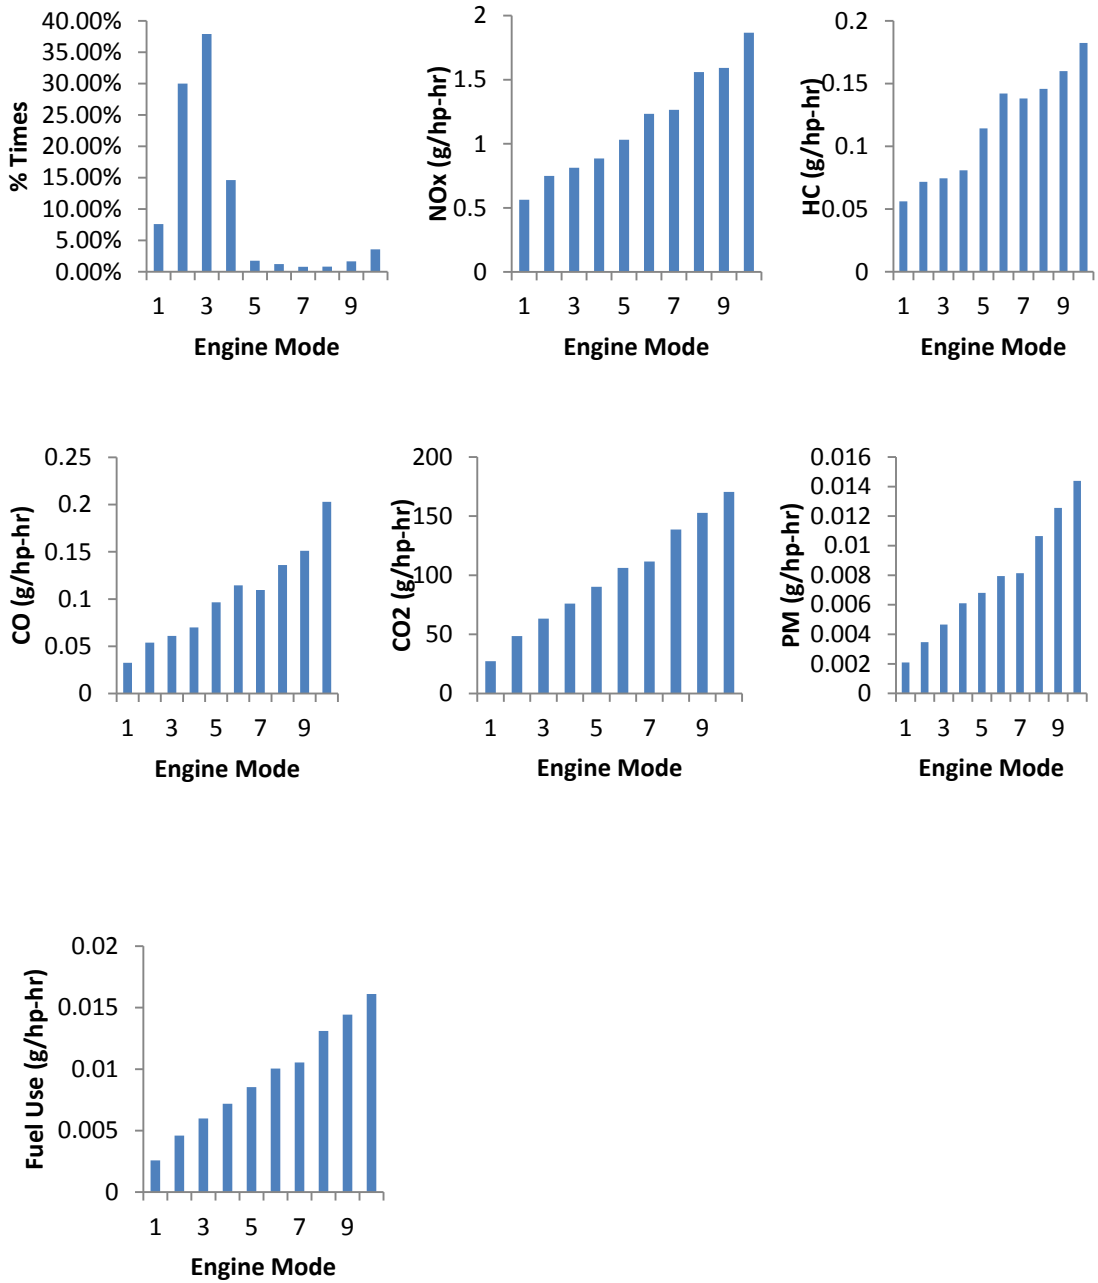 % Times
40.00%
35.00%
30.00%
25.00%
20.00%
15.00%
10.00%
5.00%
0.00%
1 3 5 7 9
Engine Mode
NOx (g/hp-hr)
2
1.5
1
0.5
0
1 3 5 7 9
Engine Mode
HC (g/hp-hr)
0.2
0.15
0.1
0.05
0
1 3 5 7 9
Engine Mode
CO (g/hp-hr)
0.25
0.2
0.15
0.1
0.05
0
1 3 5 7 9
Engine Mode
CO2 (g/hp-hr)
200
150
100
50
0
1 3 5 7 9
Engine Mode
PM (g/hp-hr)
0.016
0.014
0.012
0.01
0.008
0.006
0.004
0.002
0
1 3 5 7 9
Engine Mode
Fuel Use (g/hp-hr)
0.02
0.015
0.01
0.005
0
1 3 5 7 9
Engine Mode